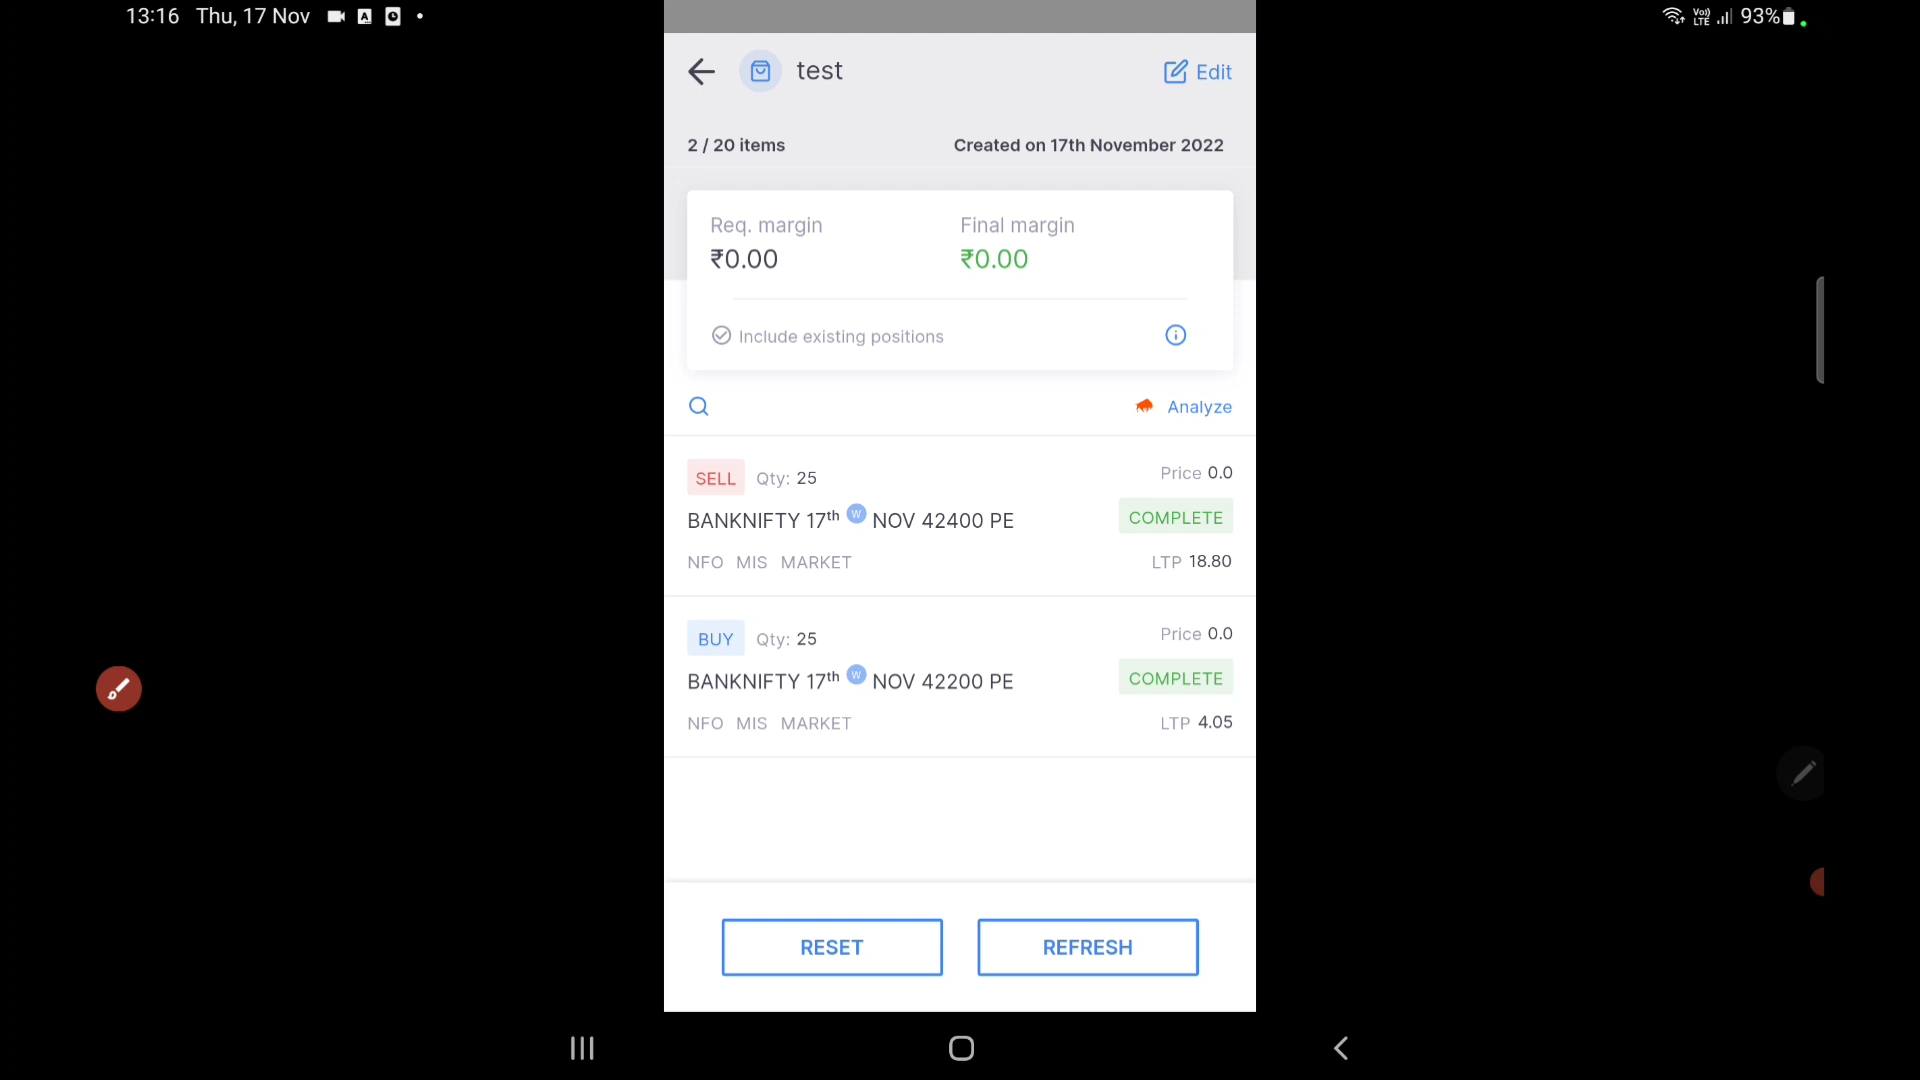 13:16 Thu, 17 Nov
Vo)) LTE 93%
test
Edit
2 / 20 items
Created on 17th November 2022
Req. margin
Final margin
₹0.00
₹0.00
Include existing positions
Analyze
SELL Qty: 25
Price 0.0
BANKNIFTY 17th W NOV 42400 PE
COMPLETE
NFO MIS MARKET
LTP 18.80
BUY Qty: 25
Price 0.0
BANKNIFTY 17th W NOV 42200 PE
COMPLETE
NFO MIS MARKET
LTP 4.05
RESET
REFRESH